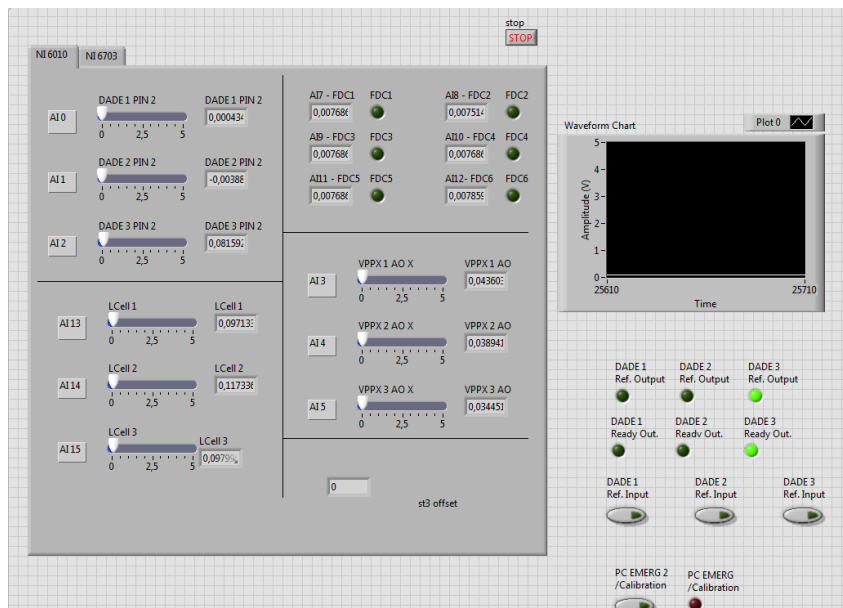 stop
STOP
NI 6010 NI 6703
AI 0
DADE 1 PIN 2
0 2,5 5
DADE 1 PIN 2
0,000434
AI 1
DADE 2 PIN 2
0 2,5 5
DADE 2 PIN 2
-0,00388
AI 2
DADE 3 PIN 2
0 2,5 5
DADE 3 PIN 2
0,081592
AI7 - FDC1 FDC1 AI8 - FDC2 FDC2
0,007686 0,007514
AI9 - FDC3 FDC3 AI10 - FDC4 FDC4
0,007686 0,007686
AI11 - FDC5 FDC5 AI12- FDC6 FDC6
0,007686 0,007859
AI 13
LCell 1
0 2,5 5
LCell 1
0,097133
AI 14
LCell 2
0 2,5 5
LCell 2
0,117336
AI 15
LCell 3
0 2,5 5
LCell 3
AI 3
VPPX 1 AO X
0 2,5 5
VPPX 1 AO
0,043603
AI 4
VPPX 2 AO X
0 2,5 5
VPPX 2 AO
0,038941
AI 5
VPPX 3 AO X
0 2,5 5
VPPX 3 AO
0,034451
0
st3 offset
Waveform Chart Plot 0
Amplitude (V)
5
4
3
2
1
0
25610 25710
Time
DADE 1 DADE 2 DADE 3
Ref. Output Ref. Output Ref. Output
DADE 1 DADE 2 DADE 3
Ready Out. Ready Out. Ready Out.
DADE 1 DADE 2 DADE 3
Ref. Input Ref. Input Ref. Input
PC EMERG 2 PC EMERG
/Calibration /Calibration